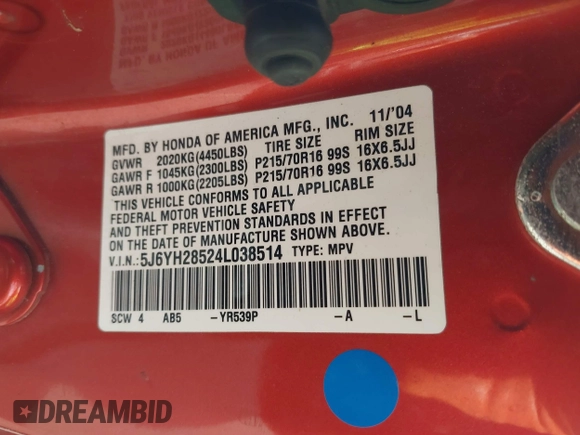 MFD. BY HONDA OF AMERICA MFG., INC. 11/'04
GVWR 2020KG(4450LBS) TIRE SIZE RIM SIZE
GAWR F 1045KG(2300LBS) P215/70R16 99S 16X6.5JJ
GAWR R 1000KG(2205LBS) P215/70R16 99S 16X6.5JJ
THIS VEHICLE CONFORMS TO ALL APPLICABLE
FEDERAL MOTOR VEHICLE SAFETY
AND THEFT PREVENTION STANDARDS IN EFFECT
ON THE DATE OF MANUFACTURE SHOWN ABOVE.
V.I.N.:5J6YH28524L038514 TYPE: MPV
SCW 4 AB5 -YR539P -A -L
DREAMBID